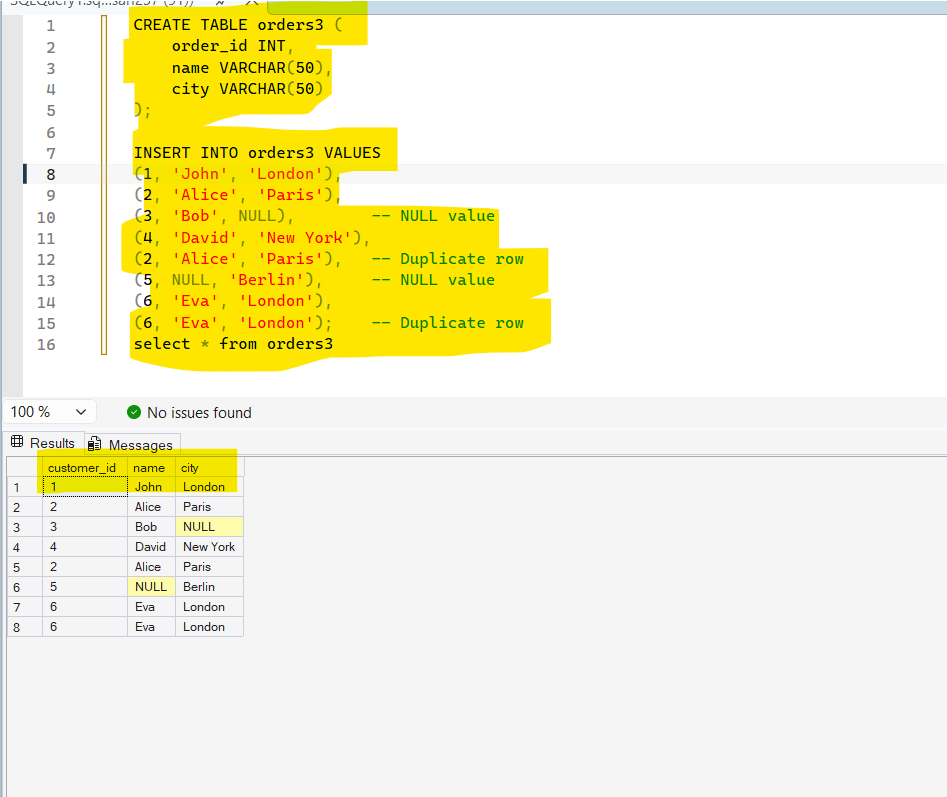 1 CREATE TABLE orders3 (
2 order_id INT,
3 name VARCHAR(50),
4 city VARCHAR(50)
5 );
6
7 INSERT INTO orders3 VALUES
8 (1, 'John', 'London'),
9 (2, 'Alice', 'Paris'),
10 (3, 'Bob', NULL), -- NULL value
11 (4, 'David', 'New York'),
12 (2, 'Alice', 'Paris'), -- Duplicate row
13 (5, NULL, 'Berlin'), -- NULL value
14 (6, 'Eva', 'London'),
15 (6, 'Eva', 'London'); -- Duplicate row
16 select * from orders3
100 % No issues found
Results Messages
customer_id name city
1 1 John London
2 2 Alice Paris
3 3 Bob NULL
4 4 David New York
5 2 Alice Paris
6 5 NULL Berlin
7 6 Eva London
8 6 Eva London